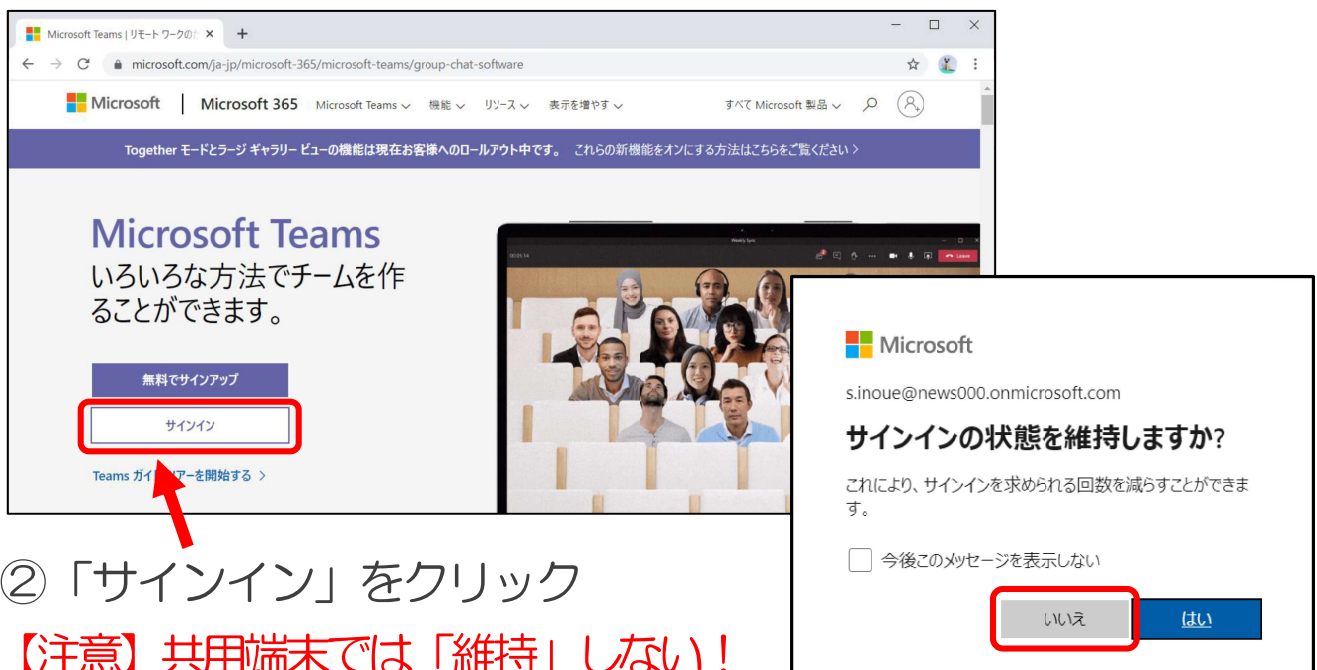 Microsoft Teams | リモート ワークの
microsoft.com/ja-jp/microsoft-365/microsoft-teams/group-chat-software
Microsoft | Microsoft 365 Microsoft Teams 機能 リソース 表示を増やす すべて Microsoft 製品
Together モードとラージ ギャラリー ビューの機能は現在お客様へのロールアウト中です。 これらの新機能をオンにする方法はこちらをご覧ください >
Microsoft Teams
いろいろな方法でチームを作
ることができます。
無料でサインアップ
サインイン
Teams ガイ アーを開始する >
Weekly Sync
00:05:14
Leave
②「サインイン」をクリック
【注意】共用端末では「維持」しない！
Microsoft
s.inoue@news000.onmicrosoft.com
サインインの状態を維持しますか?
これにより、サインインを求められる回数を減らすことができま
す。
今後このメッセージを表示しない
いいえ はい